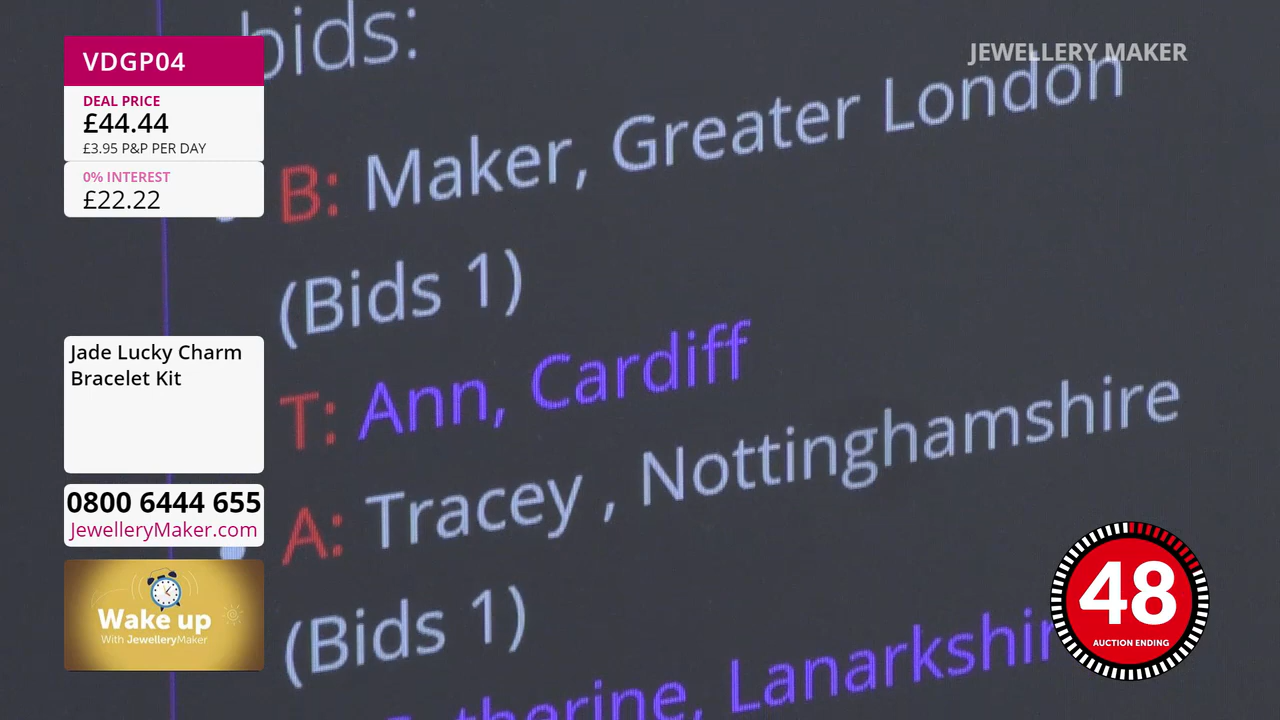 bids:
VDGP04
DEAL PRICE
£44.44
£3.95 P&P PER DAY
0% INTEREST
£22.22
JEWELLERY MAKER
B: Maker, Greater London
(Bids 1)
T: Ann, Cardiff
A: Tracey , Nottinghamshire
(Bids 1)
Lanarkshir
Jade Lucky Charm
Bracelet Kit
0800 6444 655
JewelleryMaker.com
Wake up
With JewelleryMaker
48
AUCTION ENDING